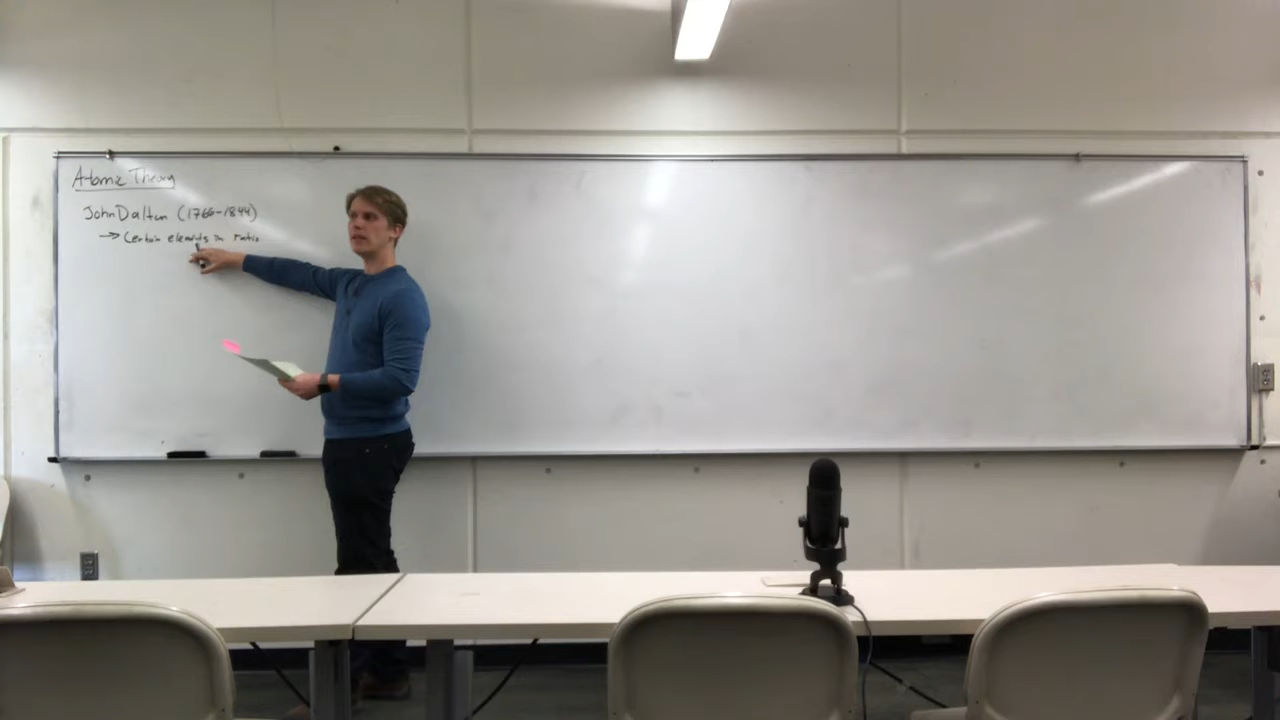 Atomic Theory
John Dalton (1766-1844)
→ Certain elements in ratio